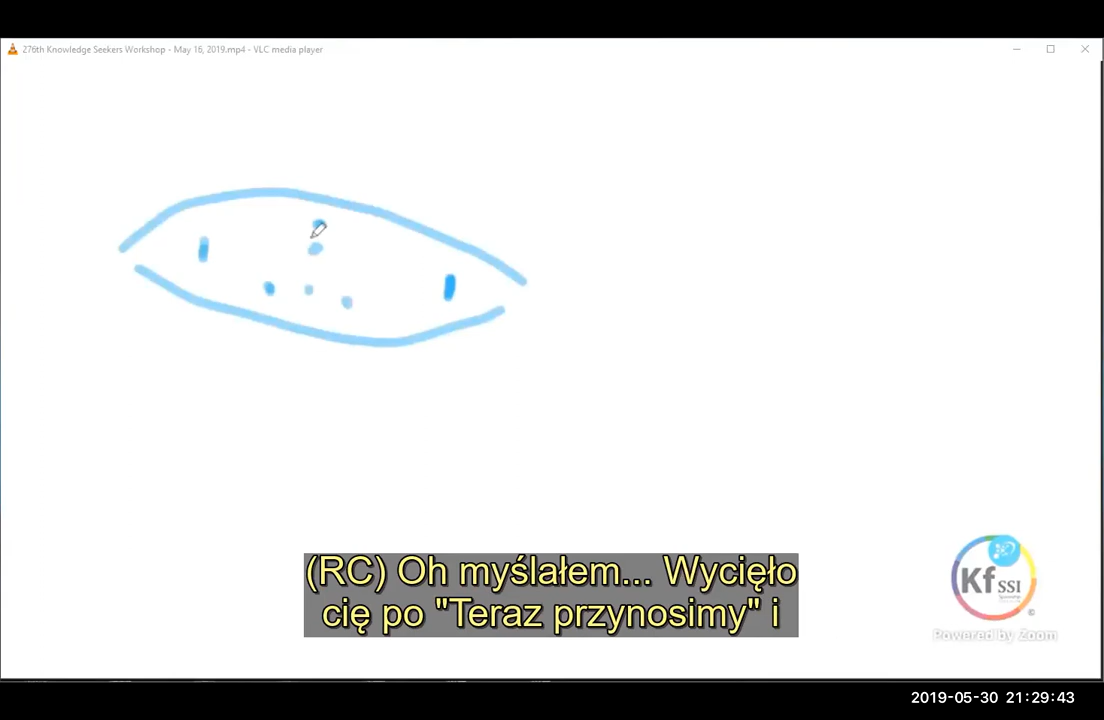 276th Knowledge Seekers Workshop - May 16, 2019.mp4 - VLC media player
(RC) Oh myślałem... Wycięło
cię po "Teraz przynosimy" i
Kf SSI
©
Powered by Zoom
2019-05-30 21:29:43